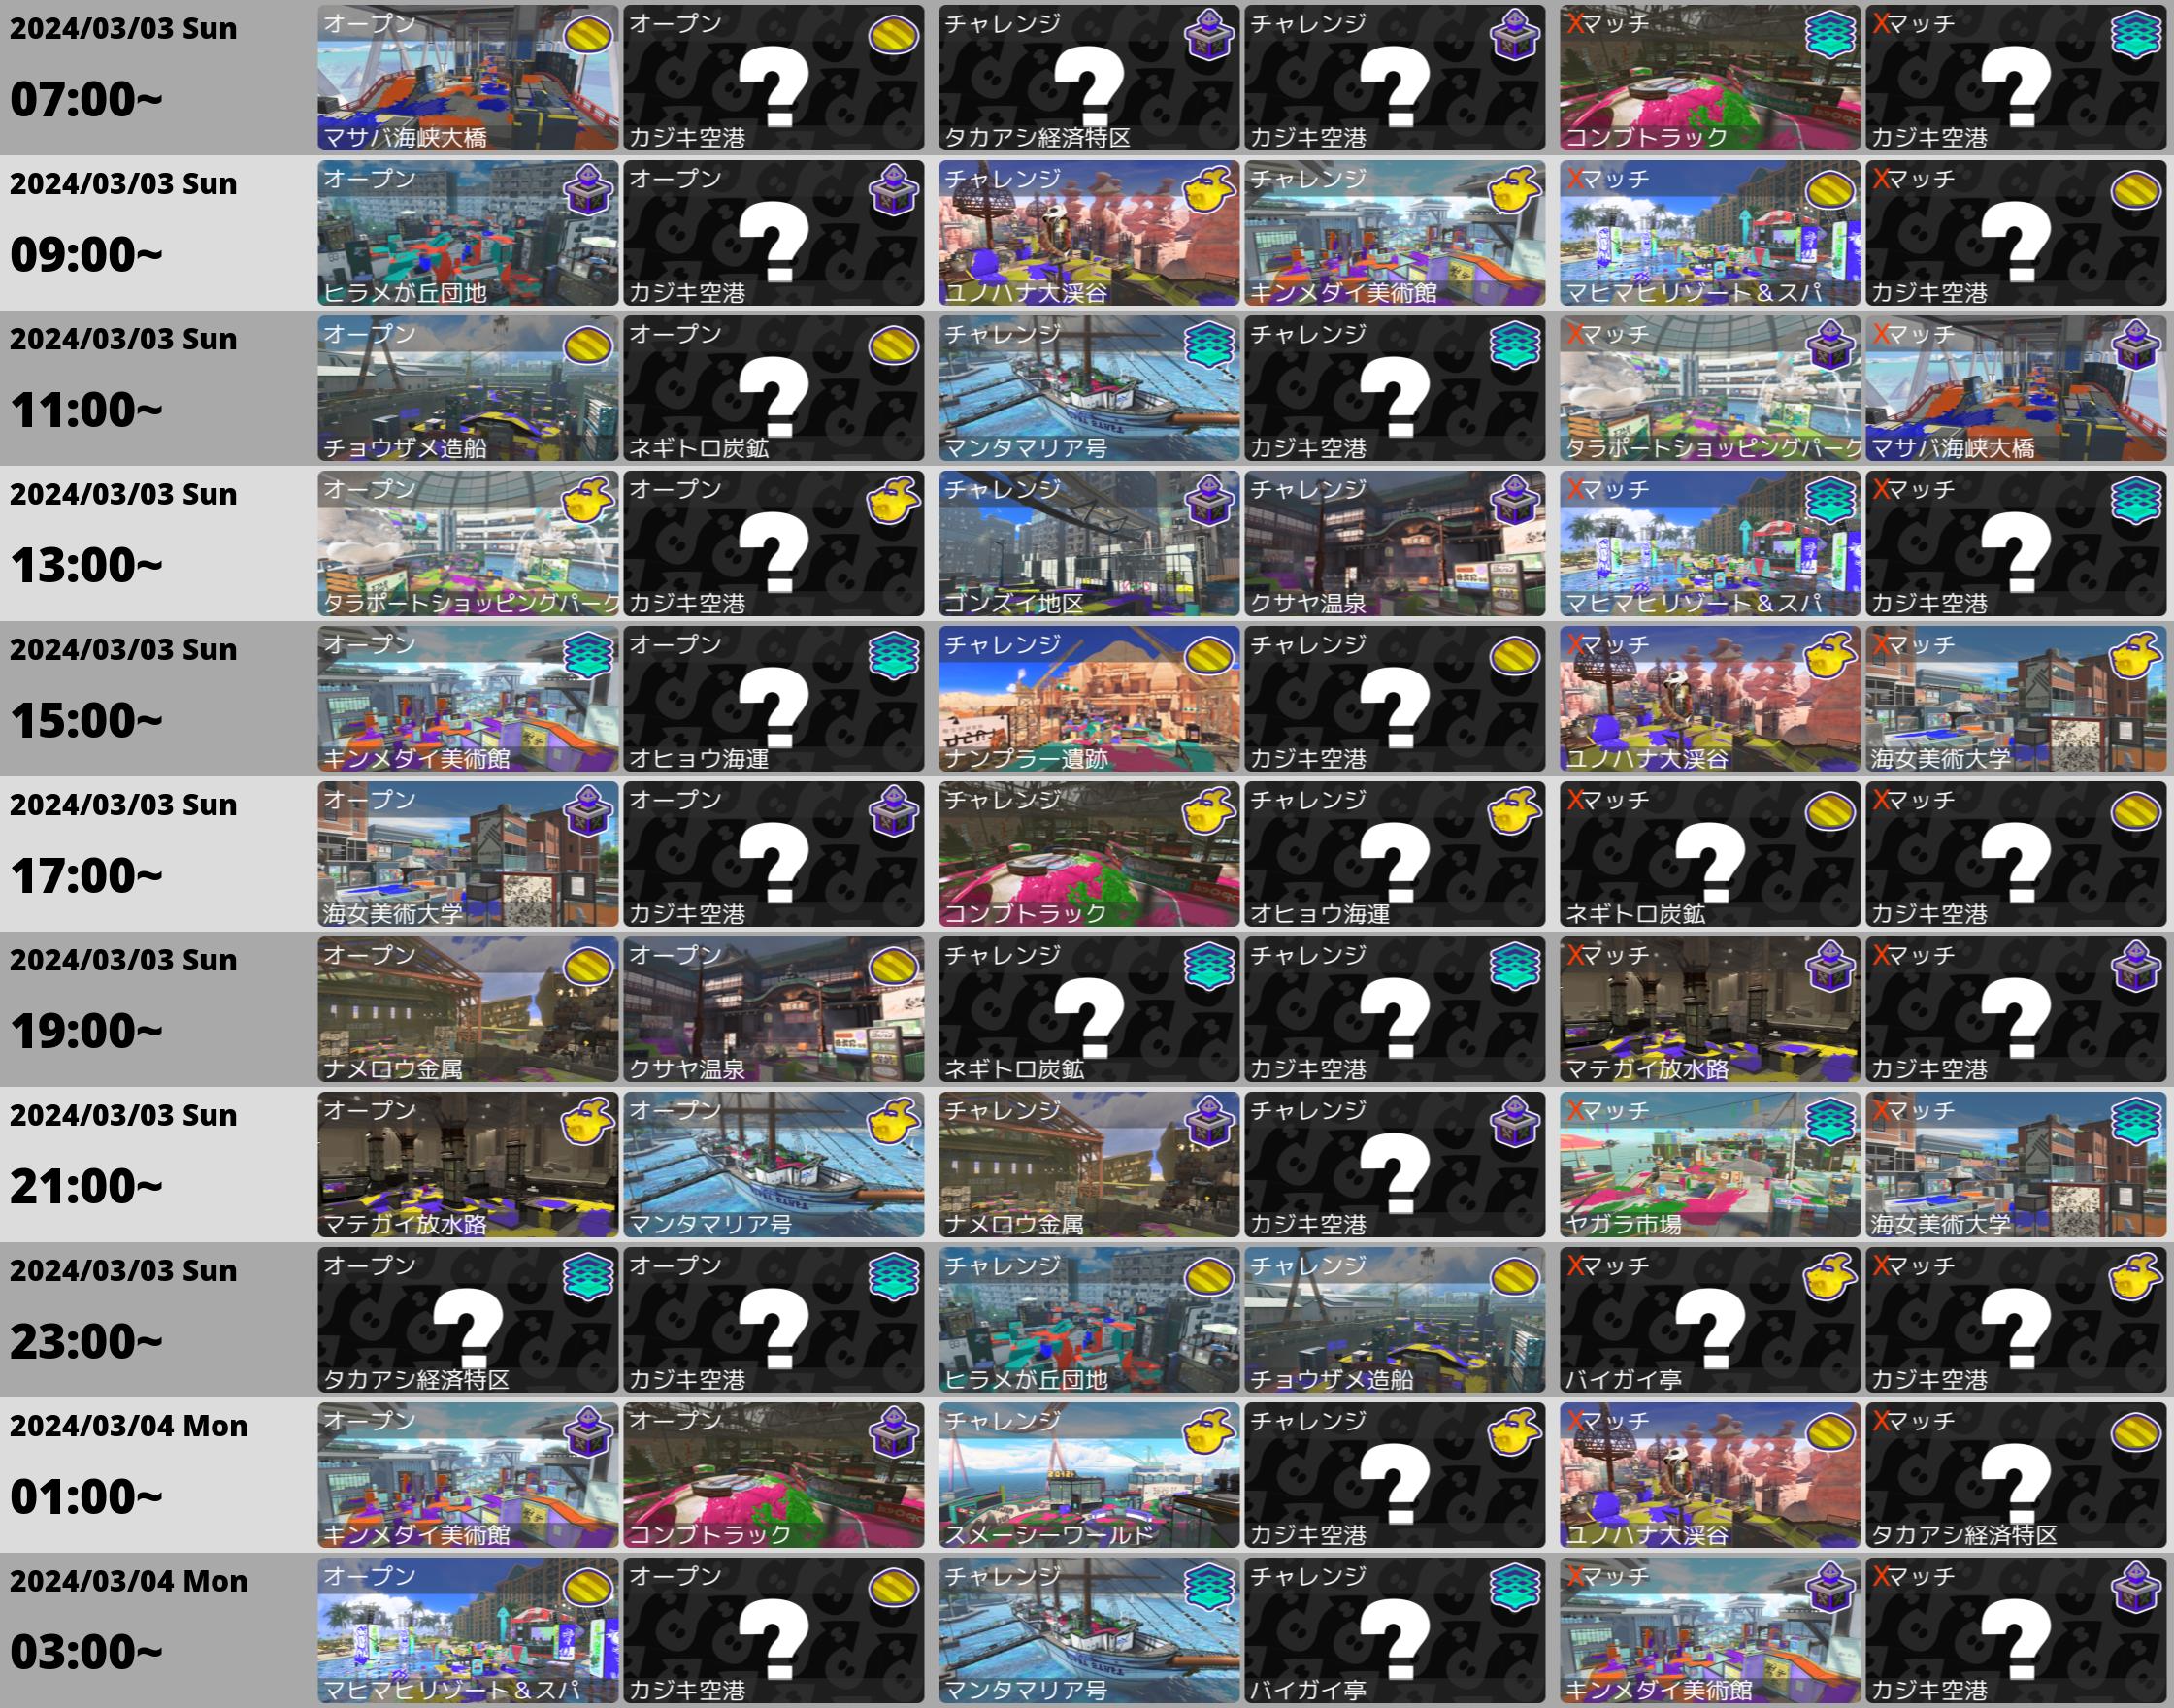 2024/03/03 Sun
07:00~
オープン
マサバ海峡大橋
オープン
カジキ空港
チャレンジ
タカアシ経済特区
チャレンジ
カジキ空港
Xマッチ
コンブトラック
Xマッチ
カジキ空港
2024/03/03 Sun
09:00~
オープン
ヒラメが丘団地
オープン
カジキ空港
チャレンジ
ユノハナ大渓谷
チャレンジ
キンメダイ美術館
Xマッチ
マヒマヒリゾート&スパ
Xマッチ
カジキ空港
2024/03/03 Sun
11:00~
オープン
チョウザメ造船
オープン
ネギトロ炭鉱
チャレンジ
マンタマリア号
チャレンジ
カジキ空港
Xマッチ
タラポートショッピングパーク
Xマッチ
マサバ海峡大橋
2024/03/03 Sun
13:00~
オープン
タラポートショッピングパーク
オープン
カジキ空港
チャレンジ
ゴンズイ地区
チャレンジ
クサヤ温泉
Xマッチ
マヒマヒリゾート&スパ
Xマッチ
カジキ空港
2024/03/03 Sun
15:00~
オープン
キンメダイ美術館
オープン
オヒョウ海運
チャレンジ
ナンプラー遺跡
チャレンジ
カジキ空港
Xマッチ
ユノハナ大渓谷
Xマッチ
海女美術大学
2024/03/03 Sun
17:00~
オープン
海女美術大学
オープン
カジキ空港
チャレンジ
コンブトラック
チャレンジ
オヒョウ海運
Xマッチ
ネギトロ炭鉱
Xマッチ
カジキ空港
2024/03/03 Sun
19:00~
オープン
ナメロウ金属
オープン
クサヤ温泉
チャレンジ
ネギトロ炭鉱
チャレンジ
カジキ空港
Xマッチ
マテガイ放水路
Xマッチ
カジキ空港
2024/03/03 Sun
21:00~
オープン
マテガイ放水路
オープン
マンタマリア号
チャレンジ
ナメロウ金属
チャレンジ
カジキ空港
Xマッチ
ヤガラ市場
Xマッチ
海女美術大学
2024/03/03 Sun
23:00~
オープン
タカアシ経済特区
オープン
カジキ空港
チャレンジ
ヒラメが丘団地
チャレンジ
チョウザメ造船
Xマッチ
バイガイ亭
Xマッチ
カジキ空港
2024/03/04 Mon
01:00~
オープン
キンメダイ美術館
オープン
コンブトラック
チャレンジ
スメーシーワールド
チャレンジ
カジキ空港
Xマッチ
ユノハナ大渓谷
Xマッチ
タカアシ経済特区
2024/03/04 Mon
03:00~
オープン
マヒマヒリゾート&スパ
オープン
カジキ空港
チャレンジ
マンタマリア号
チャレンジ
バイガイ亭
Xマッチ
キンメダイ美術館
Xマッチ
カジキ空港